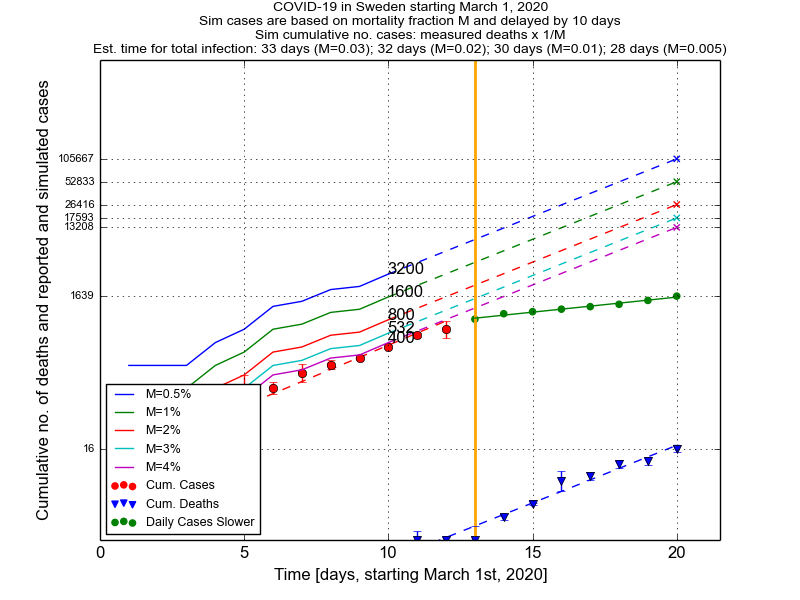 COVID-19 in Sweden starting March 1, 2020
Sim cases are based on mortality fraction M and delayed by 10 days
Sim cumulative no. cases: measured deaths x 1/M
Est. time for total infection: 33 days (M=0.03); 32 days (M=0.02); 30 days (M=0.01); 28 days (M=0.005)
Cumulative no. of deaths and reported and simulated cases
105667
52833
26416
17593
13208
1639
16
3200
1600
800
532
400
M=0.5%
M=1%
M=2%
M=3%
M=4%
Cum. Cases
Cum. Deaths
Daily Cases Slower
0 5 10 15 20
Time [days, starting March 1st, 2020]